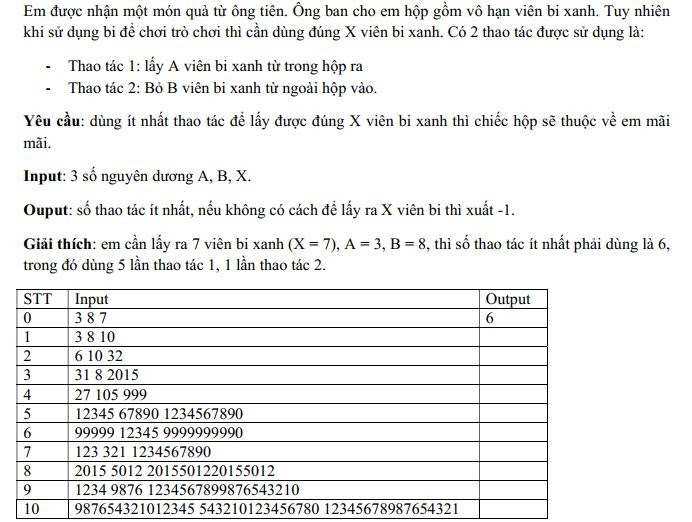 Em được nhận một món quà từ ông tiên. Ông ban cho em hộp gồm vô hạn viên bi xanh. Tuy nhiên
khi sử dụng bi để chơi trò chơi thì cần dùng đúng X viên bi xanh. Có 2 thao tác được sử dụng là:
- Thao tác 1: lấy A viên bi xanh từ trong hộp ra
- Thao tác 2: Bỏ B viên bi xanh từ ngoài hộp vào.
Yêu cầu: dùng ít nhất thao tác để lấy được đúng X viên bi xanh thì chiếc hộp sẽ thuộc về em mãi
mãi.
Input: 3 số nguyên dương A, B, X.
Ouput: số thao tác ít nhất, nếu không có cách để lấy ra X viên bi thì xuất -1.
Giải thích: em cần lấy ra 7 viên bi xanh (X = 7), A = 3, B = 8, thì số thao tác ít nhất phải dùng là 6,
trong đó dùng 5 lần thao tác 1, 1 lần thao tác 2.
STT Input Output
0 3 8 7 6
1 3 8 10
2 6 10 32
3 31 8 2015
4 27 105 999
5 12345 67890 1234567890
6 99999 12345 9999999990
7 123 321 1234567890
8 2015 5012 2015501220155012
9 1234 9876 1234567899876543210
10 987654321012345 543210123456780 12345678987654321